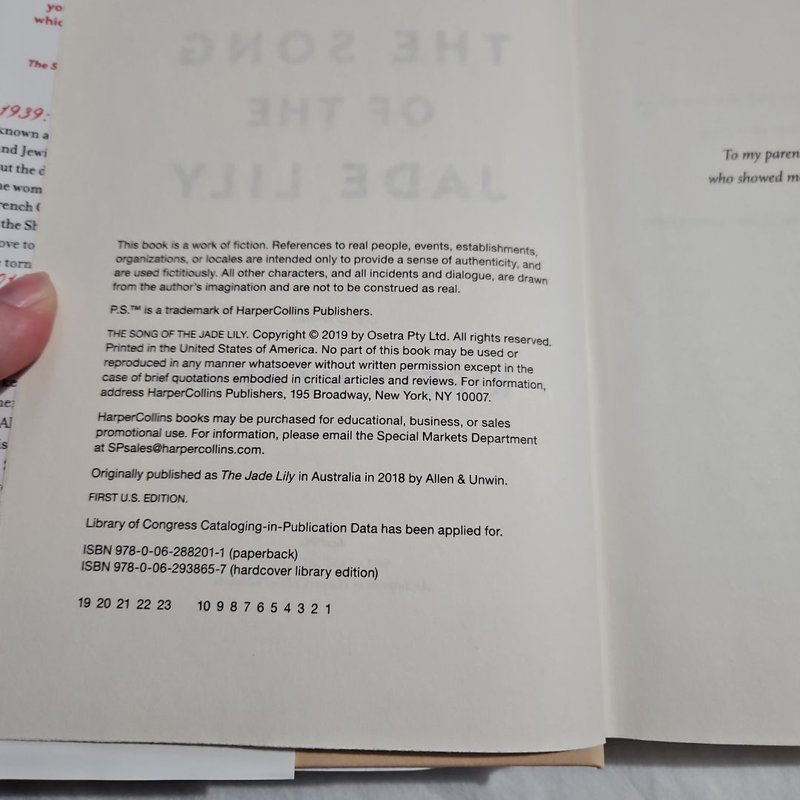 yo
whic
The S
1939:
known a
and Jewi
ut the d
e wom
rench C
the Sh
ove to
torn
THE SONG
OF THE
JADE LILY
This book is a work of fiction. References to real people, events, establishments,
organizations, or locales are intended only to provide a sense of authenticity, and
are used fictitiously. All other characters, and all incidents and dialogue, are drawn
from the author's imagination and are not to be construed as real.
P.S.™ is a trademark of HarperCollins Publishers.
THE SONG OF THE JADE LILY. Copyright © 2019 by Osetra Pty Ltd. All rights reserved.
Printed in the United States of America. No part of this book may be used or
reproduced in any manner whatsoever without written permission except in the
case of brief quotations embodied in critical articles and reviews. For information,
address HarperCollins Publishers, 195 Broadway, New York, NY 10007.
HarperCollins books may be purchased for educational, business, or sales
promotional use. For information, please email the Special Markets Department
at SPsales@harpercollins.com.
Originally published as The Jade Lily in Australia in 2018 by Allen & Unwin.
FIRST U.S. EDITION.
Library of Congress Cataloging-in-Publication Data has been applied for.
ISBN 978-0-06-288201-1 (paperback)
ISBN 978-0-06-293865-7 (hardcover library edition)
19 20 21 22 23 10 9 8 7 6 5 4 3 2 1
To my paren
who showed m